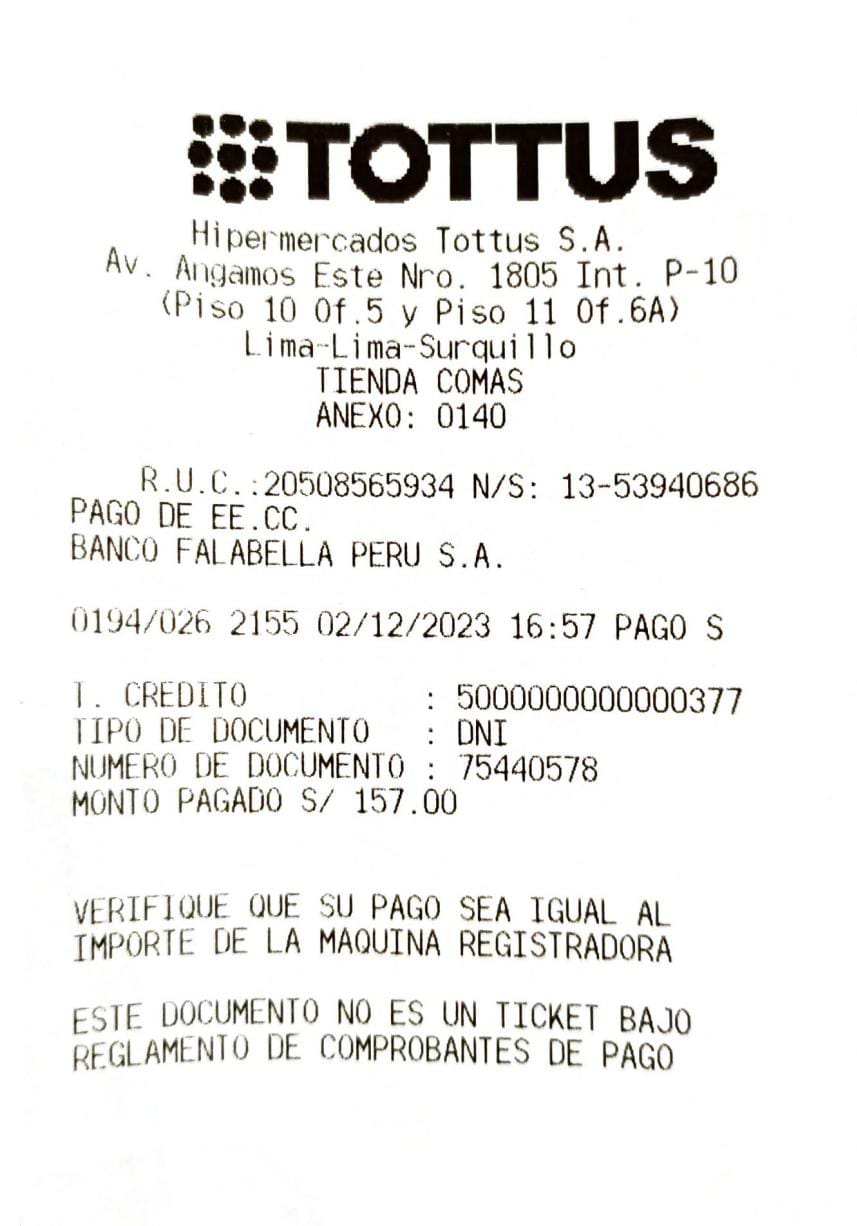 TOTTUS
Hipermercados Tottus S.A.
Av. Angamos Este Nro. 1805 Int. P-10
(Piso 10 Of.5 y Piso 11 Of.6A)
Lima-Lima-Surquillo
TIENDA COMAS
ANEXO: 0140
R.U.C.:20508565934 N/S: 13-53940686
PAGO DE EE.CC.
BANCO FALABELLA PERU S.A.
0194/026 2155 02/12/2023 16:57 PAGO S
T. CREDITO : 5000000000000377
TIPO DE DOCUMENTO : DNI
NUMERO DE DOCUMENTO : 75440578
MONTO PAGADO S/ 157.00
VERIFIQUE QUE SU PAGO SEA IGUAL AL
IMPORTE DE LA MAQUINA REGISTRADORA
ESTE DOCUMENTO NO ES UN TICKET BAJO
REGLAMENTO DE COMPROBANTES DE PAGO